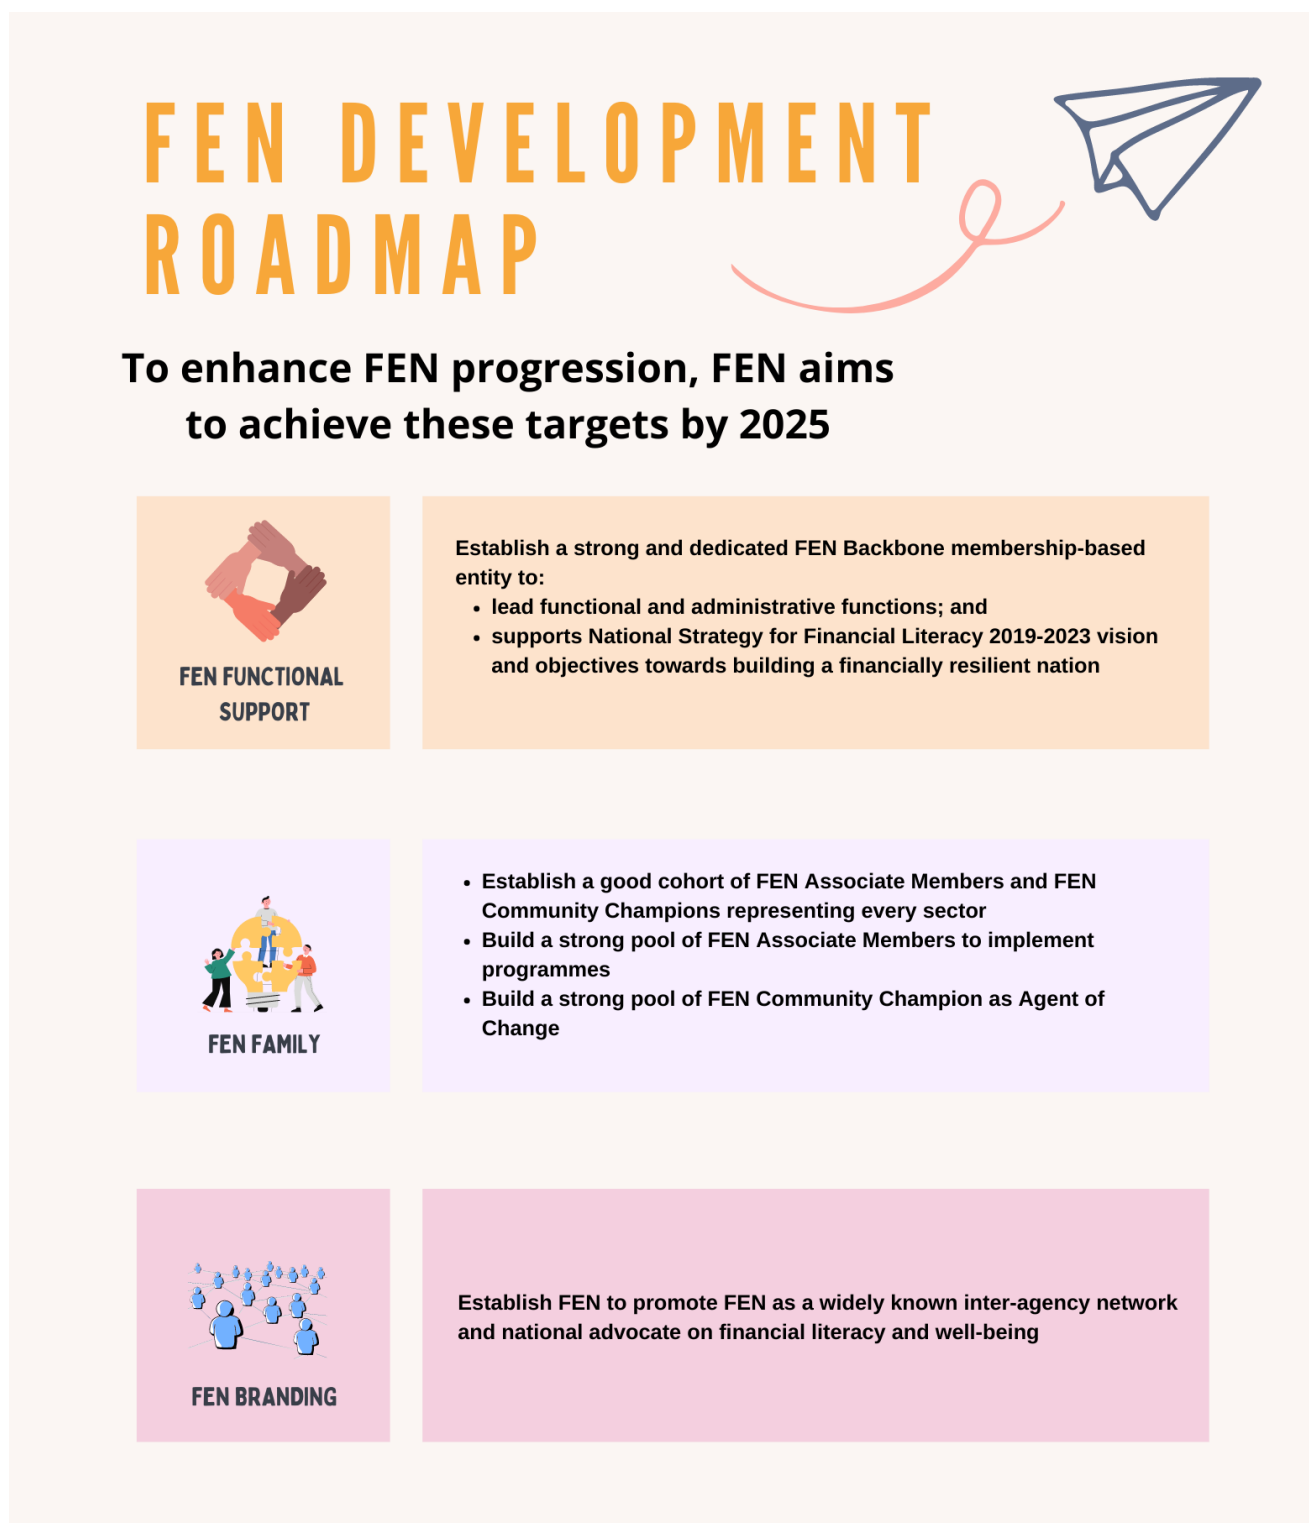 FEN DEVELOPMENT
ROADMAP
To enhance FEN progression, FEN aims
to achieve these targets by 2025
FEN FUNCTIONAL
SUPPORT
Establish a strong and dedicated FEN Backbone membership-based
entity to:
• lead functional and administrative functions; and
• supports National Strategy for Financial Literacy 2019-2023 vision
and objectives towards building a financially resilient nation
FEN FAMILY
• Establish a good cohort of FEN Associate Members and FEN
Community Champions representing every sector
• Build a strong pool of FEN Associate Members to implement
programmes
• Build a strong pool of FEN Community Champion as Agent of
Change
FEN BRANDING
Establish FEN to promote FEN as a widely known inter-agency network
and national advocate on financial literacy and well-being